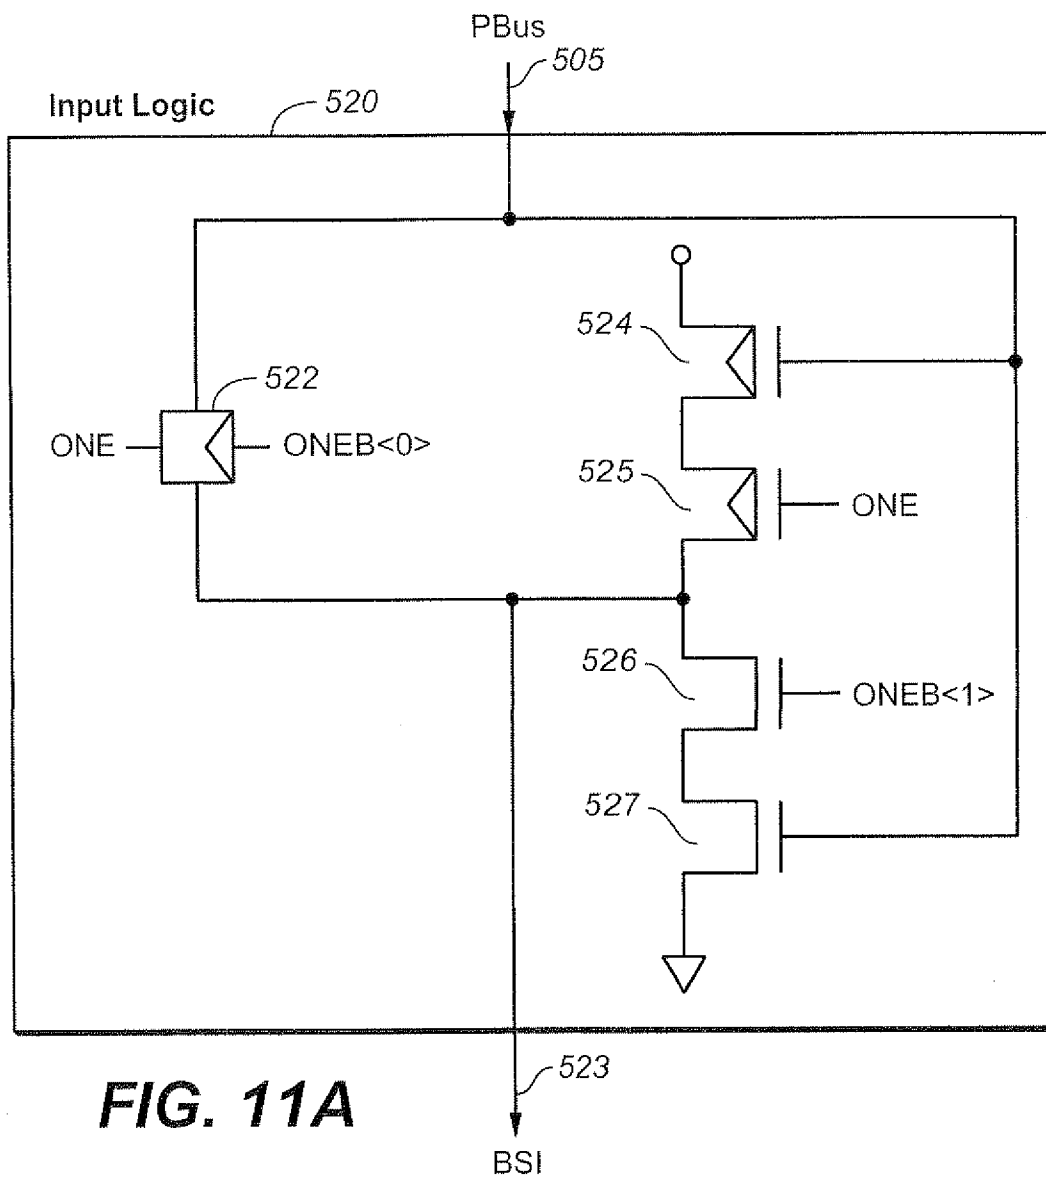 PBus
505
Input Logic
520
524
522
ONE
ONEB<0>
525
ONE
526
ONEB<1>
527
523
FIG. 11A
BSI